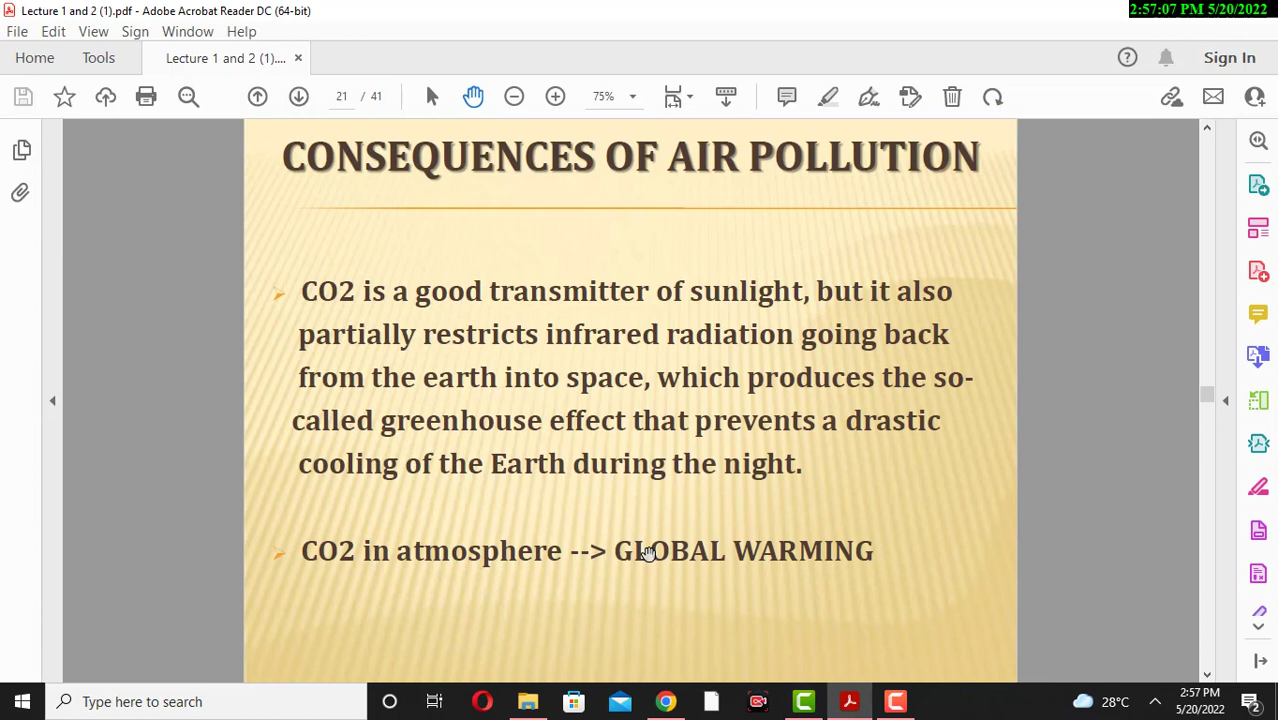 Lecture 1 and 2 (1).pdf - Adobe Acrobat Reader DC (64-bit)
2:57:07 PM 5/20/2022
File Edit View Sign Window Help
Home Tools Lecture 1 and 2 (1).... × Sign In
21 / 41 75%
CONSEQUENCES OF AIR POLLUTION
CO2 is a good transmitter of sunlight, but it also
partially restricts infrared radiation going back
from the earth into space, which produces the so-
called greenhouse effect that prevents a drastic
cooling of the Earth during the night.
CO2 in atmosphere --> GLOBAL WARMING
Type here to search
28°C
2:57 PM
5/20/2022
2